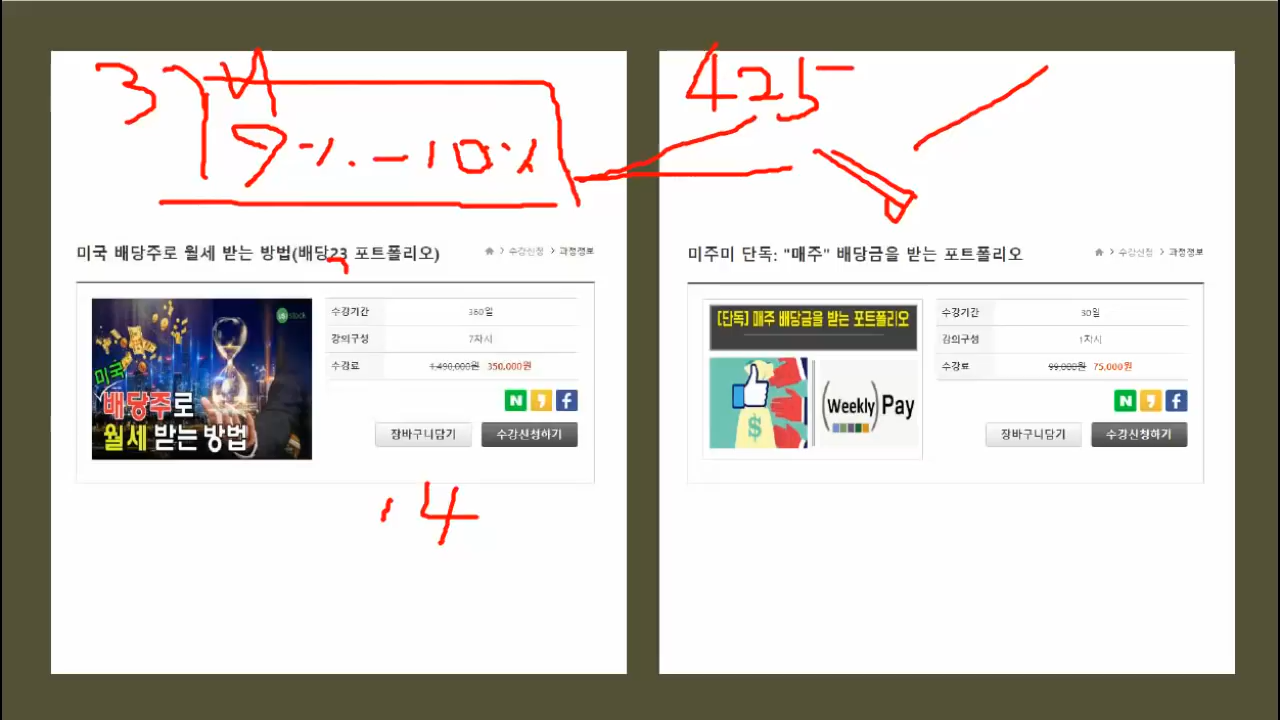 3개
7%-10%
425
미국 배당주로 월세 받는 방법(배당23 포트폴리오)
수강신청 > 과정정보
us stock
미국
배당주로
월세 받는 방법
수강기간 360일
강의구성 7차시
수강료 1,490,000원 350,000원
N
f
장바구니담기 수강신청하기
14
미주미 단독: "매주" 배당금을 받는 포트폴리오
수강신청 > 과정정보
[단독] 매주 배당금을 받는 포트폴리오
$
(Weekly) Pay
수강기간 30일
강의구성 1차시
수강료 99,000원 75,000원
N
f
장바구니담기 수강신청하기